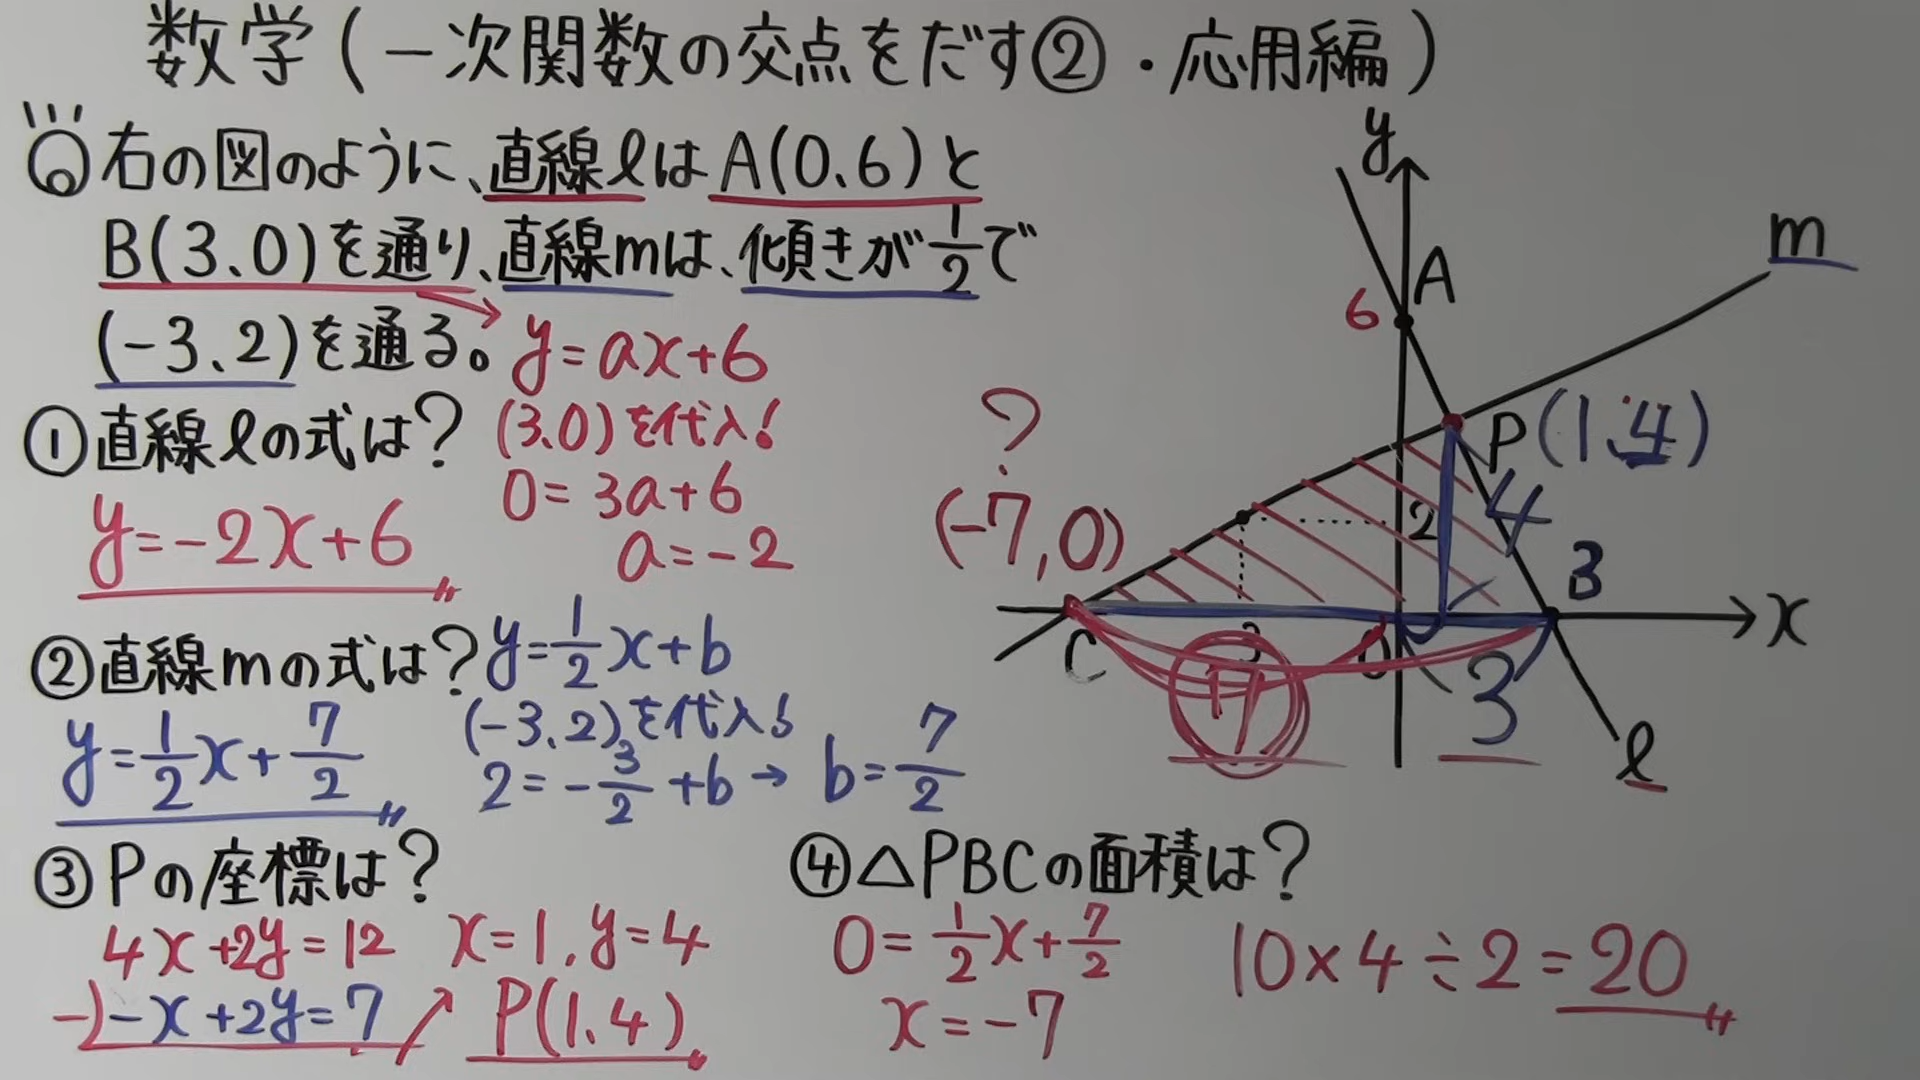 数学(一次関数の交点をだす②・応用編)
Q右の図のように、直線ℓはA(0、6)と
B(3、0)を通り、直線mは、傾きが1/2で
(-3、2)を通る。
y=ax+6
①直線ℓの式は?
(3、0)を代入!
0=3a+6
a=-2
y=-2x+6
②直線mの式は?
y=1/2x+b
(-3、2)を代入!
2=-3/2+b→ b=7/2
y=1/2x+7/2
③Pの座標は?
4x+2y=12
-)-x+2y=7
x=1,y=4
P(1、4)
④△PBCの面積は?
0=1/2x+7/2
x=-7
10×4÷2=20
y
m
A
6
P(1、4)
?
(-7,0)
2
4
B
x
C
3
0
7
3
ℓ